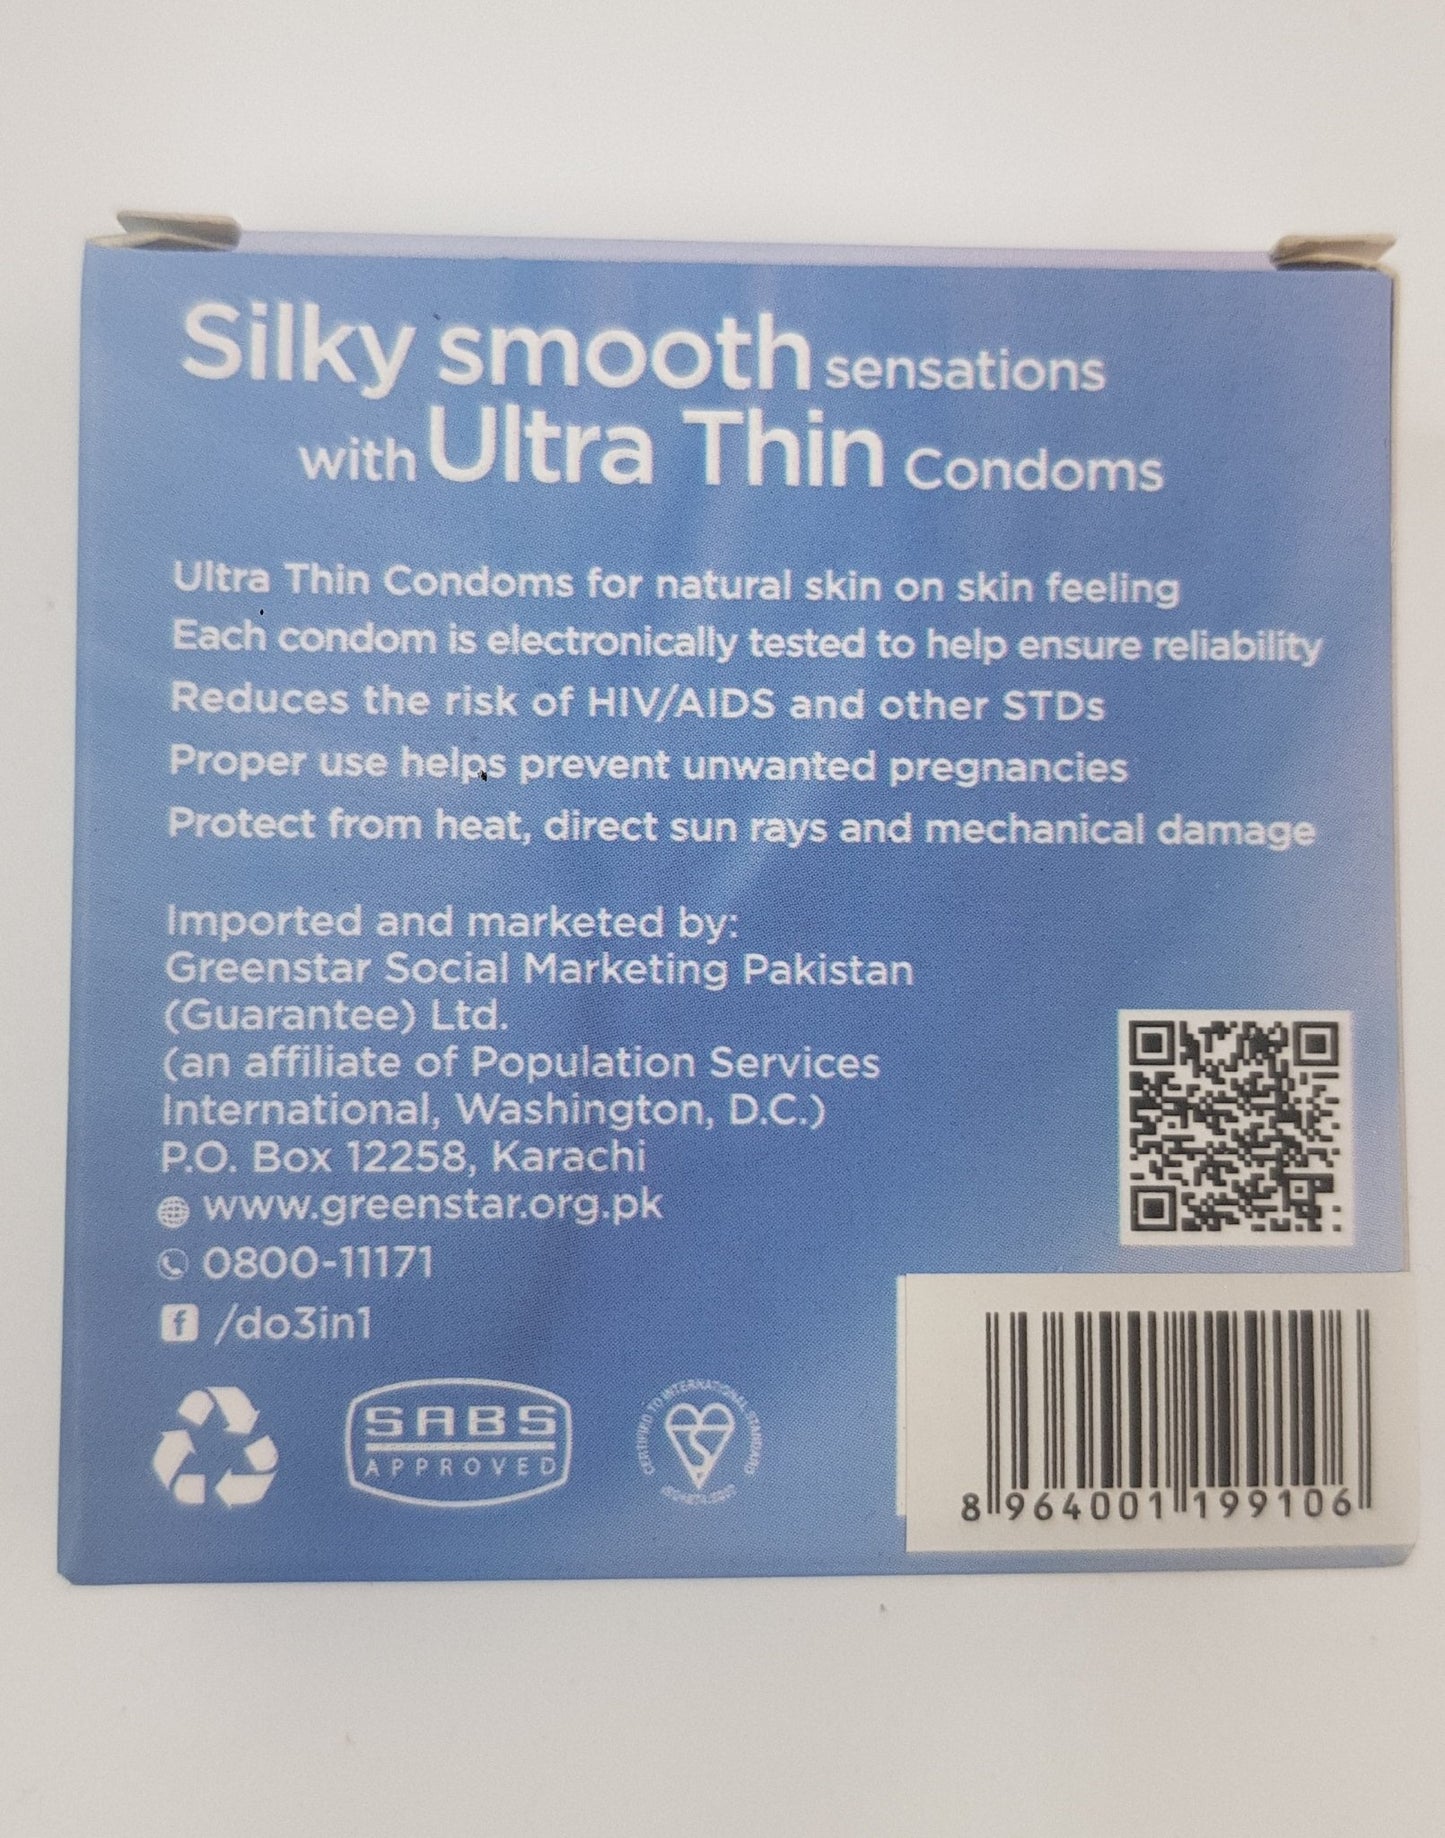 Silky smooth sensations
with Ultra Thin Condoms
Ultra Thin Condoms for natural skin on skin feeling
Each condom is electronically tested to help ensure reliability
Reduces the risk of HIV/AIDS and other STDs
Proper use helps prevent unwanted pregnancies
Protect from heat, direct sun rays and mechanical damage
Imported and marketed by:
Greenstar Social Marketing Pakistan
(Guarantee) Ltd.
(an affiliate of Population Services
International, Washington, D.C.)
P.O. Box 12258, Karachi
www.greenstar.org.pk
0800-11171
f /do3in1
SABS
APPROVED
CERTIFIED TO INTERNATIONAL STANDARD
8 964001 199106